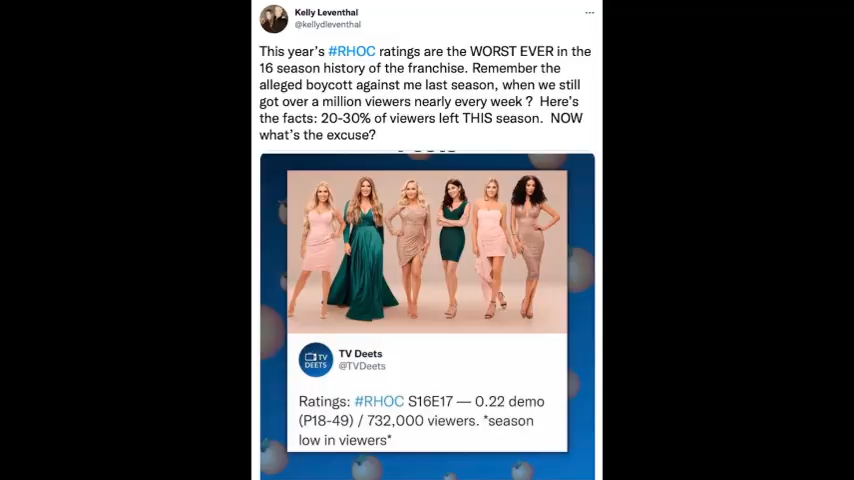 Kelly Leventhal
@kellydleventhal
This year's #RHOC ratings are the WORST EVER in the
16 season history of the franchise. Remember the
alleged boycott against me last season, when we still
got over a million viewers nearly every week ? Here's
the facts: 20-30% of viewers left THIS season. NOW
what's the excuse?
TV
DEETS
TV Deets
@TVDeets
Ratings: #RHOC S16E17 — 0.22 demo
(P18-49) / 732,000 viewers. *season
low in viewers*